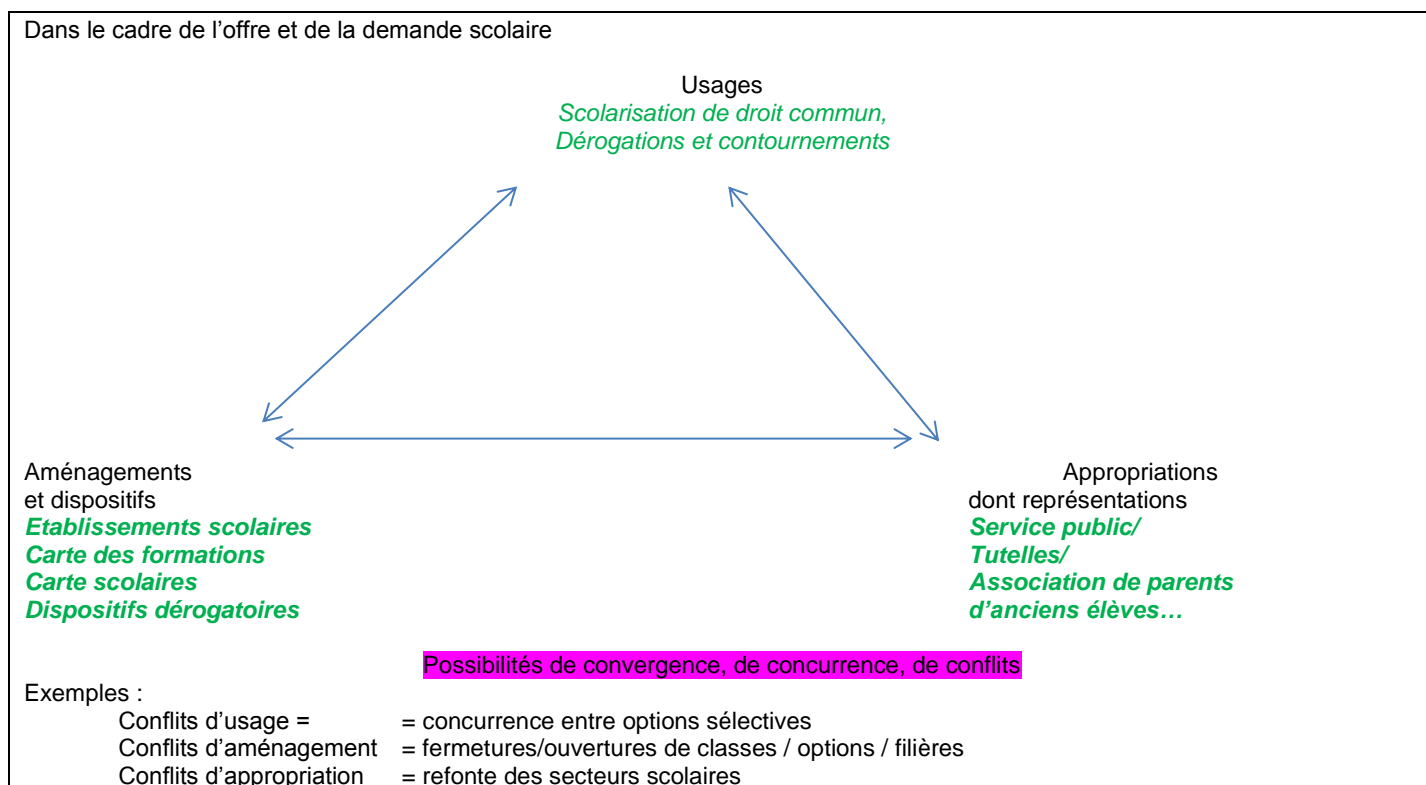 Dans le cadre de l’offre et de la demande scolaire
Usages
Scolarisation de droit commun,
Dérogations et contournements
Aménagements
et dispositifs
Etablissements scolaires
Carte des formations
Carte scolaires
Dispositifs dérogatoires
Appropriations
dont représentations
Service public/
Tutelles/
Association de parents
d’anciens élèves…
Possibilités de convergence, de concurrence, de conflits
Exemples :
Conflits d’usage = = concurrence entre options sélectives
Conflits d’aménagement = fermetures/ouvertures de classes / options / filières
Conflits d’appropriation = refonte des secteurs scolaires